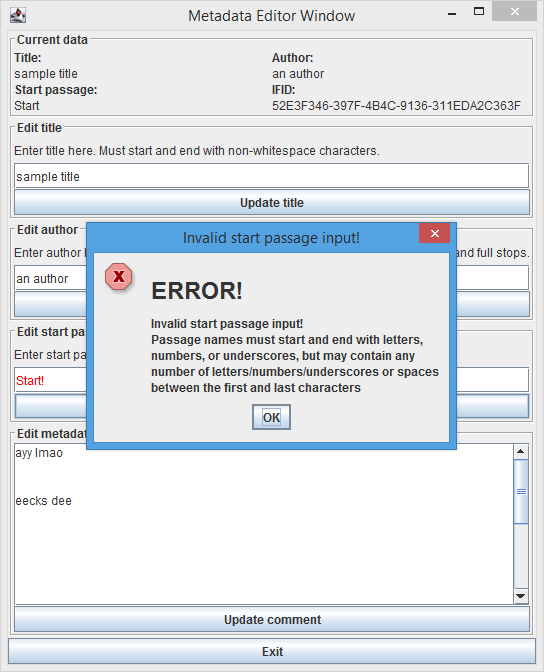 Metadata Editor Window
Current data
Title:
Author:
sample title
an author
Start passage:
IFID:
Start
52E3F346-397F-4B4C-9136-311EDA2C363F
Edit title
Enter title here. Must start and end with non-whitespace characters.
sample title
Update title
Edit author
Enter author
and full stops.
an author
Edit start pa
Enter start pa
Start!
Invalid start passage input!
X
ERROR!
Invalid start passage input!
Passage names must start and end with letters,
numbers, or underscores, but may contain any
number of letters/numbers/underscores or spaces
between the first and last characters
OK
Edit metadat
ayy lmao
eecks dee
Update comment
Exit